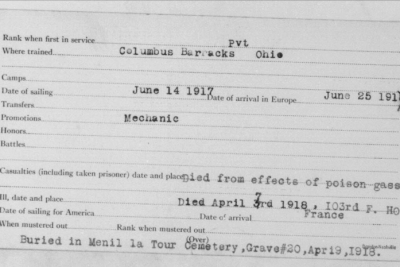 Rank when first in service Pvt
Where trained Columbus Barracks Ohio
Camps
Date of sailing June 14 1917 Date of arrival in Europe June 25 191
Transfers
Promotions Mechanic
Honors
Battles
Casualties (including taken prisoner) date and place Died from effects of poison gass
Ill, date and place Died April 7rd 1918, 103rd F. HO
Date of sailing for America Date of arrival France
When mustered out Rank when mustered out
(Over)
Buried in Menil la Tour Cemetery, Grave#20, Apr19, 1918.